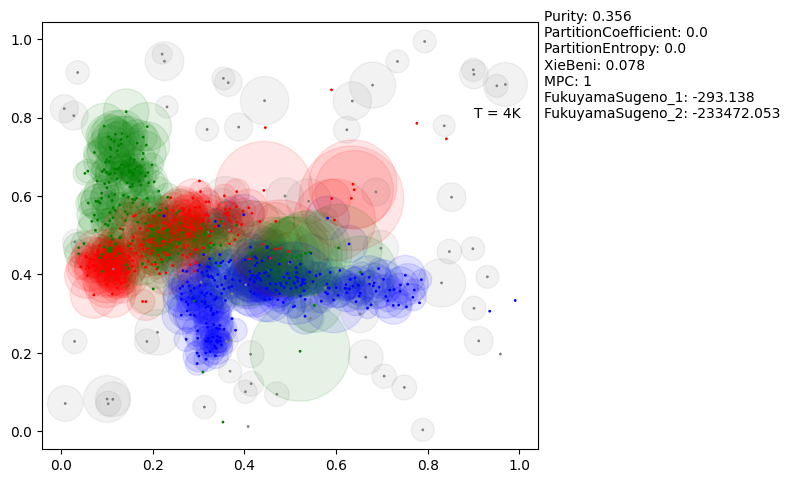 Purity: 0.356
PartitionCoefficient: 0.0
PartitionEntropy: 0.0
XieBeni: 0.078
MPC: 1
FukuyamaSugeno_1: -293.138
FukuyamaSugeno_2: -233472.053
T = 4K
1.0
0.8
0.6
0.4
0.2
0.0
0.0 0.2 0.4 0.6 0.8 1.0